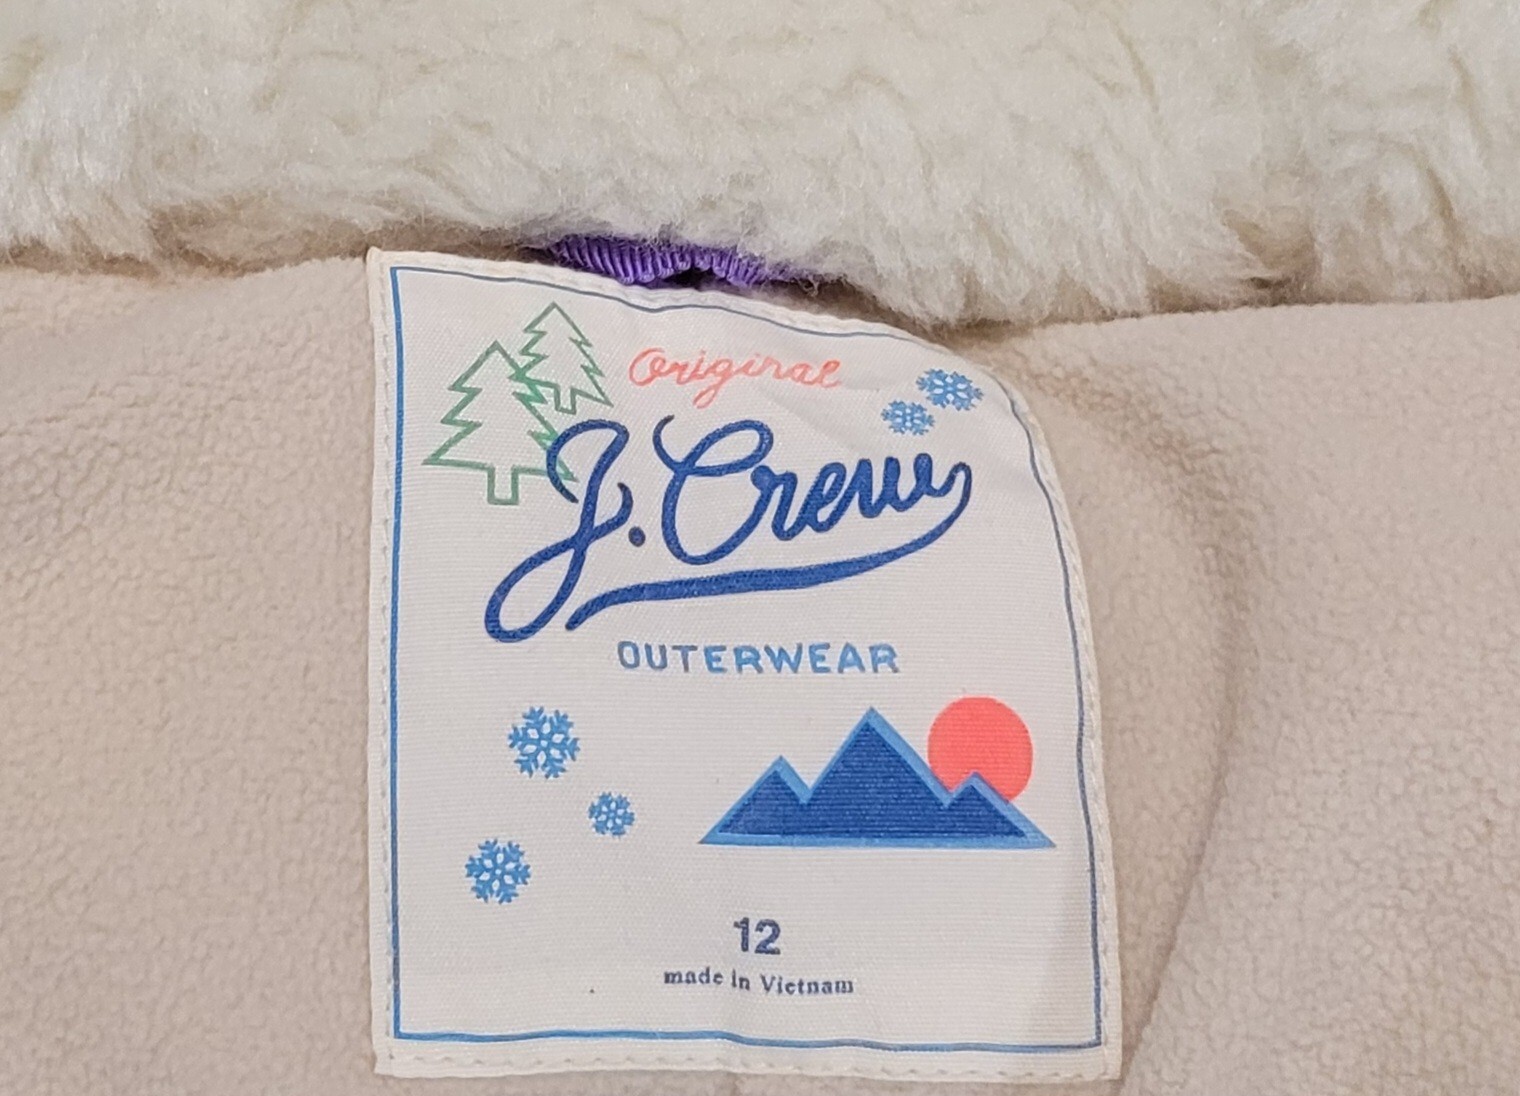 Original
J. Crew
OUTERWEAR
12
made in Vietnam